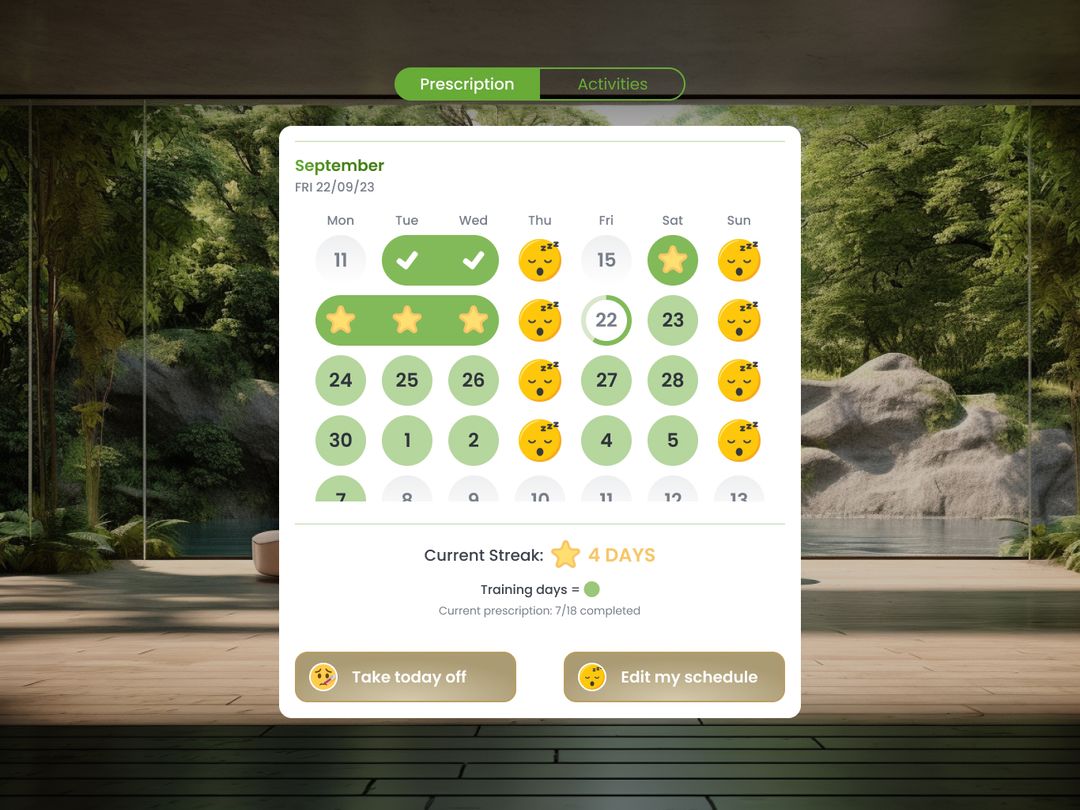 Prescription Activities
September
FRI 22/09/23
Mon Tue Wed Thu Fri Sat Sun
11 15
22 23
24 25 26 27 28
30 1 2 4 5
7 8 9 10 11 12 13
Current Streak: 4 DAYS
Training days =
Current prescription: 7/18 completed
Take today off Edit my schedule